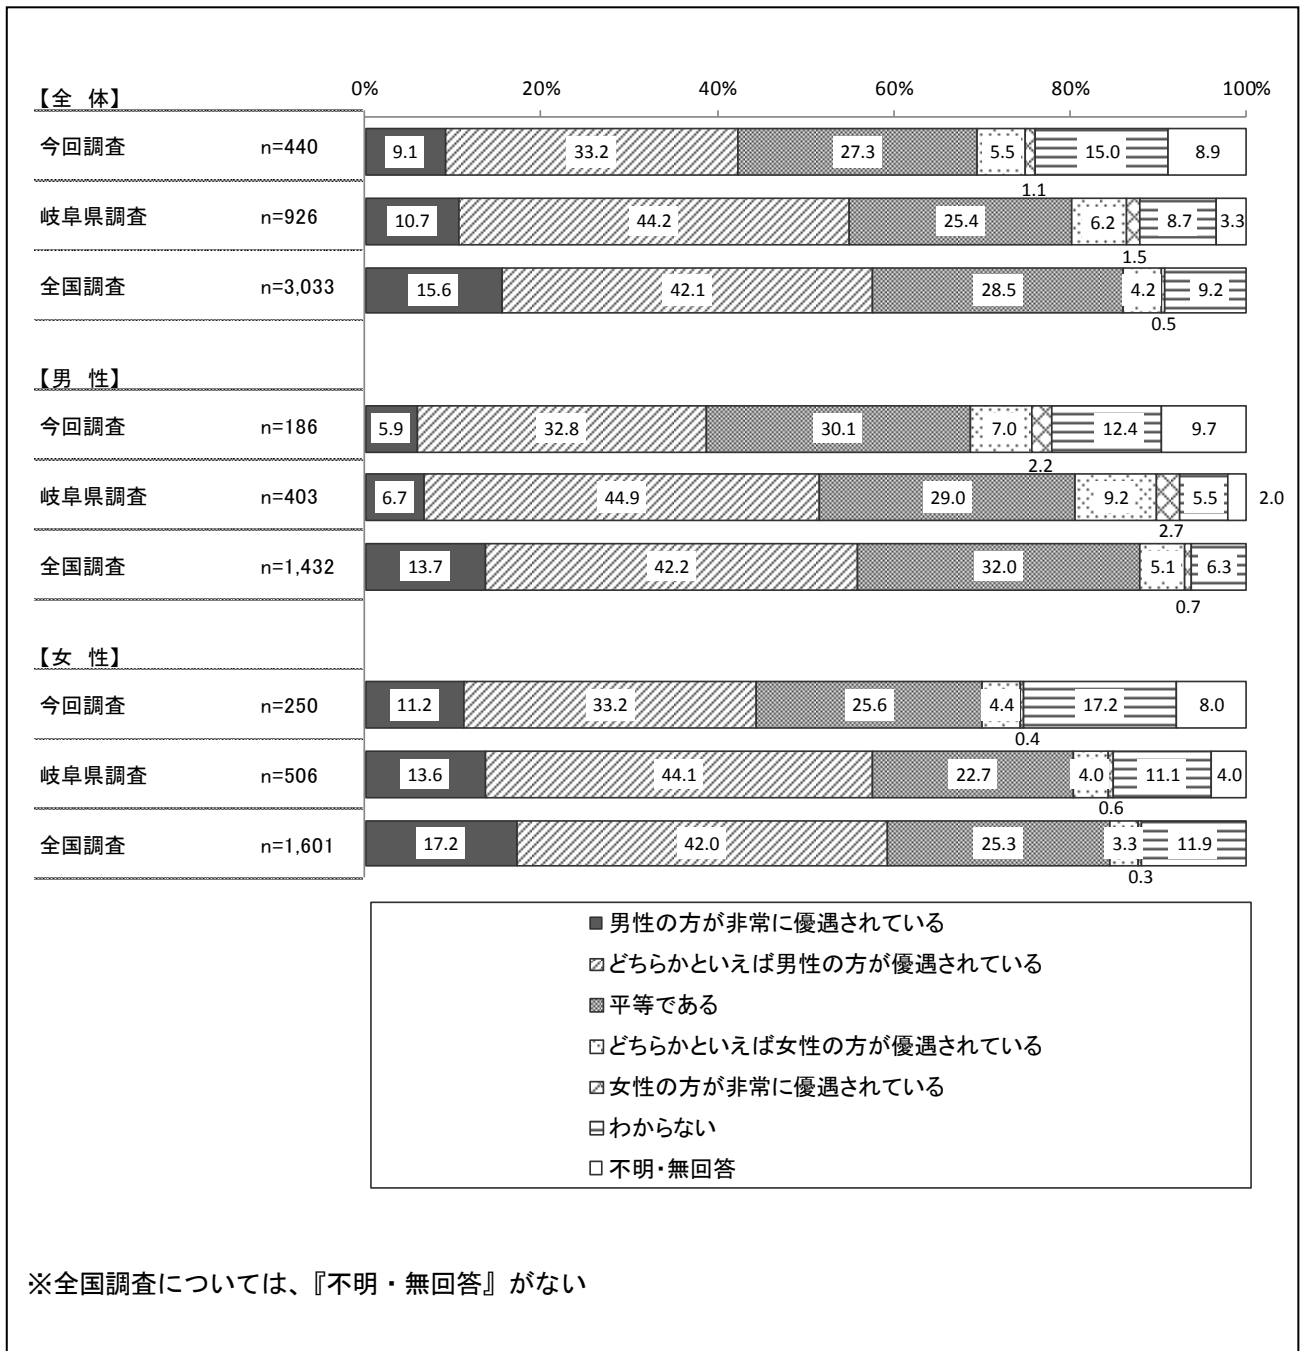 0% 20% 40% 60% 80% 100%
【全 体】
今回調査 n=440 9.1 33.2 27.3 5.5 15.0 8.9
1.1
岐阜県調査 n=926 10.7 44.2 25.4 6.2 8.7 3.3
1.5
全国調査 n=3,033 15.6 42.1 28.5 4.2 9.2
0.5
【男 性】
今回調査 n=186 5.9 32.8 30.1 7.0 12.4 9.7
2.2
岐阜県調査 n=403 6.7 44.9 29.0 9.2 5.5 2.0
2.7
全国調査 n=1,432 13.7 42.2 32.0 5.1 6.3
0.7
【女 性】
今回調査 n=250 11.2 33.2 25.6 4.4 17.2 8.0
0.4
岐阜県調査 n=506 13.6 44.1 22.7 4.0 11.1 4.0
0.6
全国調査 n=1,601 17.2 42.0 25.3 3.3 11.9
0.3
男性の方が非常に優遇されている
どちらかといえば男性の方が優遇されている
平等である
どちらかといえば女性の方が優遇されている
女性の方が非常に優遇されている
わからない
不明・無回答
※全国調査については、『不明・無回答』がない